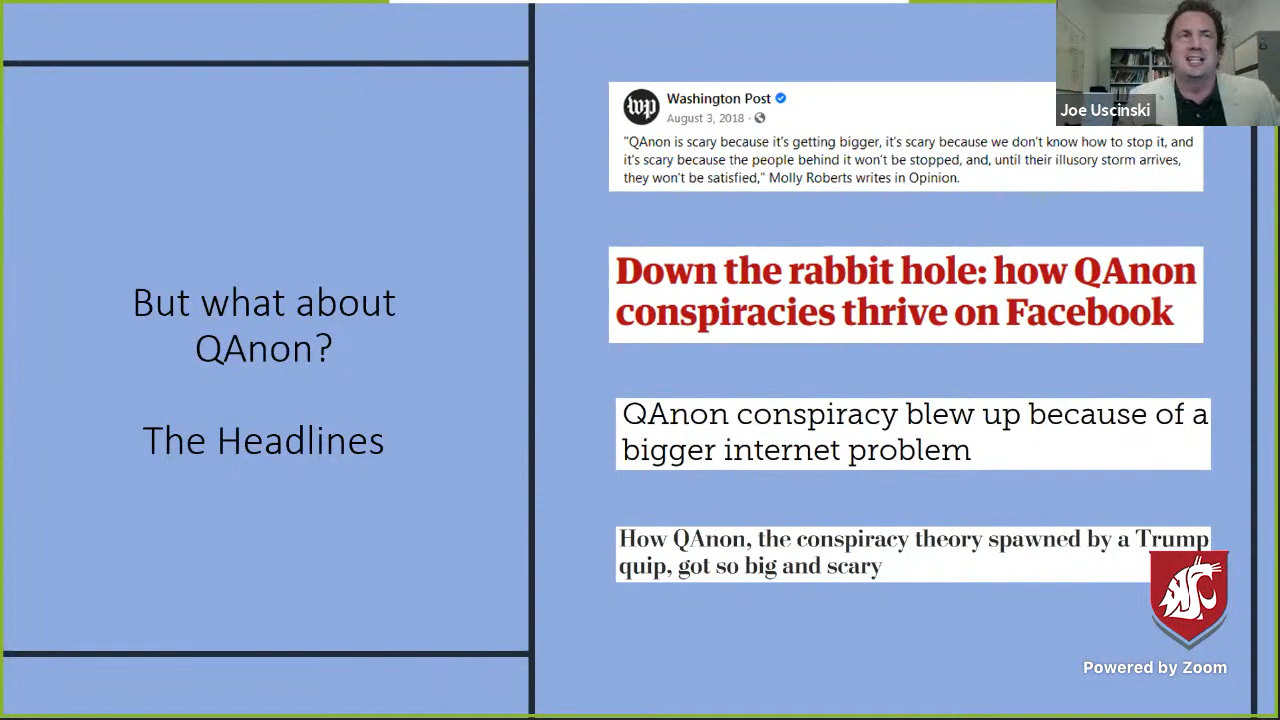 But what about
QAnon?
The Headlines
wp
Washington Post
August 3, 2018 ·
"QAnon is scary because it's getting bigger, it's scary because we don't know how to stop it, and
it's scary because the people behind it won't be stopped, and, until their illusory storm arrives,
they won't be satisfied," Molly Roberts writes in Opinion.
Down the rabbit hole: how QAnon
conspiracies thrive on Facebook
QAnon conspiracy blew up because of a
bigger internet problem
How QAnon, the conspiracy theory spawned by a Trump
quip, got so big and scary
Joe Uscinski
Powered by Zoom